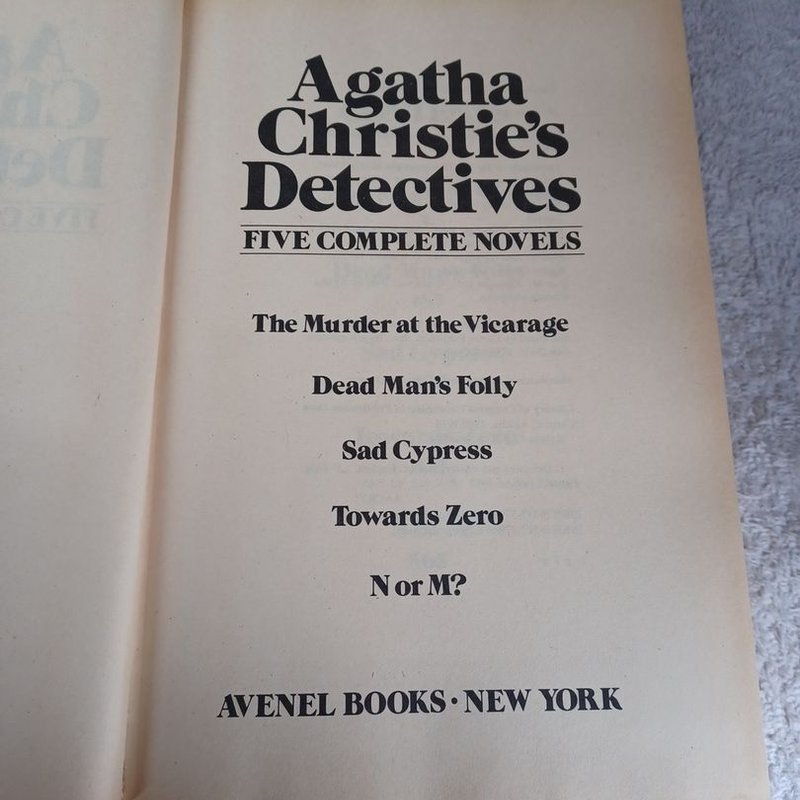 Agatha
Christie's
Detectives
FIVE COMPLETE NOVELS
The Murder at the Vicarage
Dead Man's Folly
Sad Cypress
Towards Zero
N or M?
AVENEL BOOKS · NEW YORK